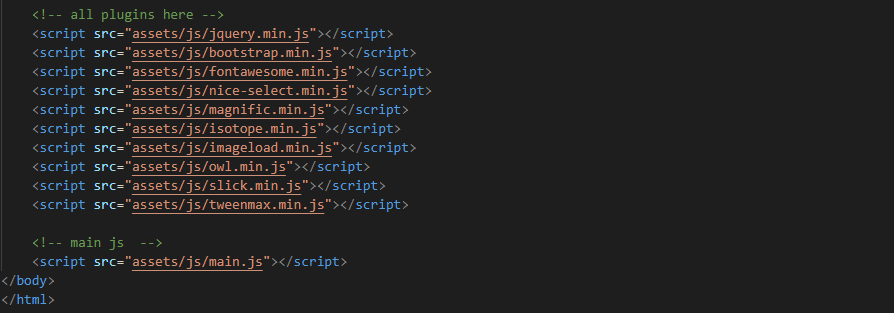 <!-- all plugins here -->
<script src="assets/js/jquery.min.js"></script>
<script src="assets/js/bootstrap.min.js"></script>
<script src="assets/js/fontawesome.min.js"></script>
<script src="assets/js/nice-select.min.js"></script>
<script src="assets/js/magnific.min.js"></script>
<script src="assets/js/isotope.min.js"></script>
<script src="assets/js/imageload.min.js"></script>
<script src="assets/js/owl.min.js"></script>
<script src="assets/js/slick.min.js"></script>
<script src="assets/js/tweenmax.min.js"></script>
<!-- main js  -->
<script src="assets/js/main.js"></script>
</body>
</html>